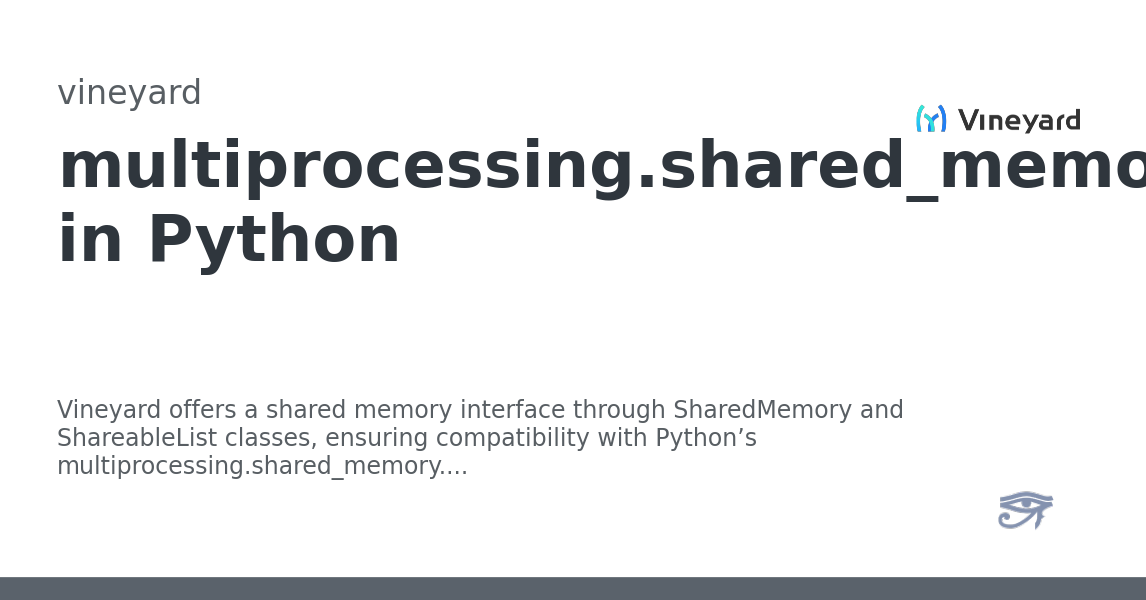 vineyard
Vineyard
multiprocessing.shared_memo
in Python
Vineyard offers a shared memory interface through SharedMemory and
ShareableList classes, ensuring compatibility with Python’s
multiprocessing.shared_memory....